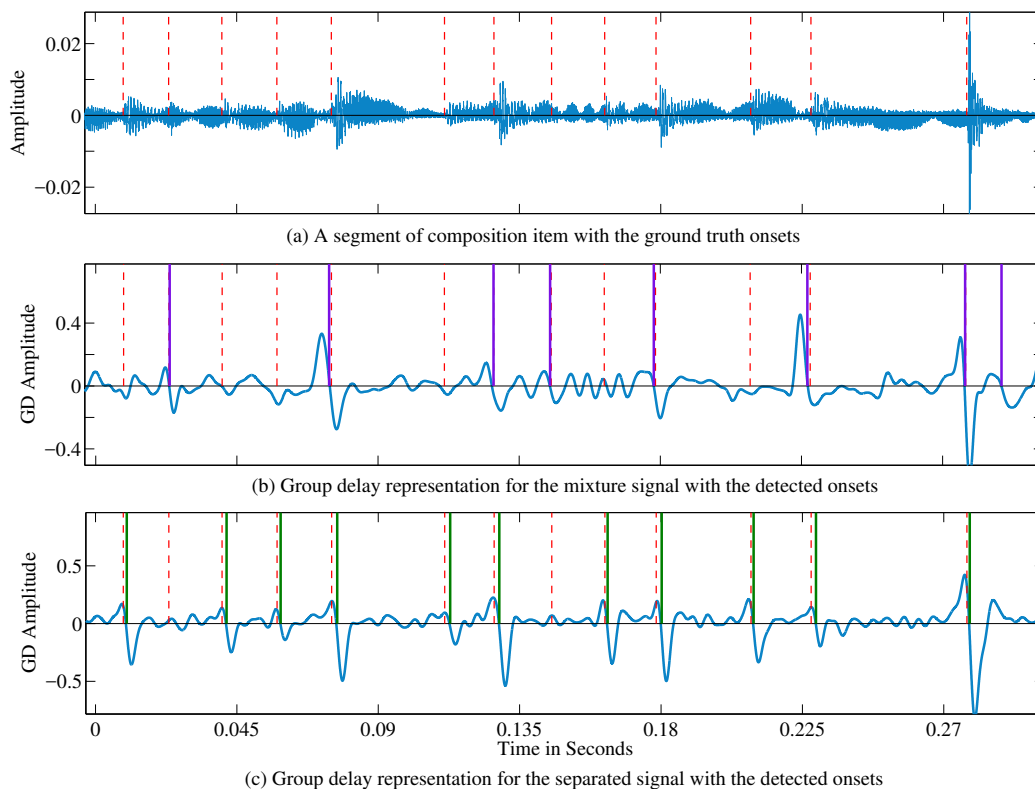 0.02
0
−0.02
Amplitude
(a) A segment of composition item with the ground truth onsets
0.4
0
−0.4
GD Amplitude
(b) Group delay representation for the mixture signal with the detected onsets
0.5
0
−0.5
GD Amplitude
0 0.045 0.09 0.135 0.18 0.225 0.27
Time in Seconds
(c) Group delay representation for the separated signal with the detected onsets